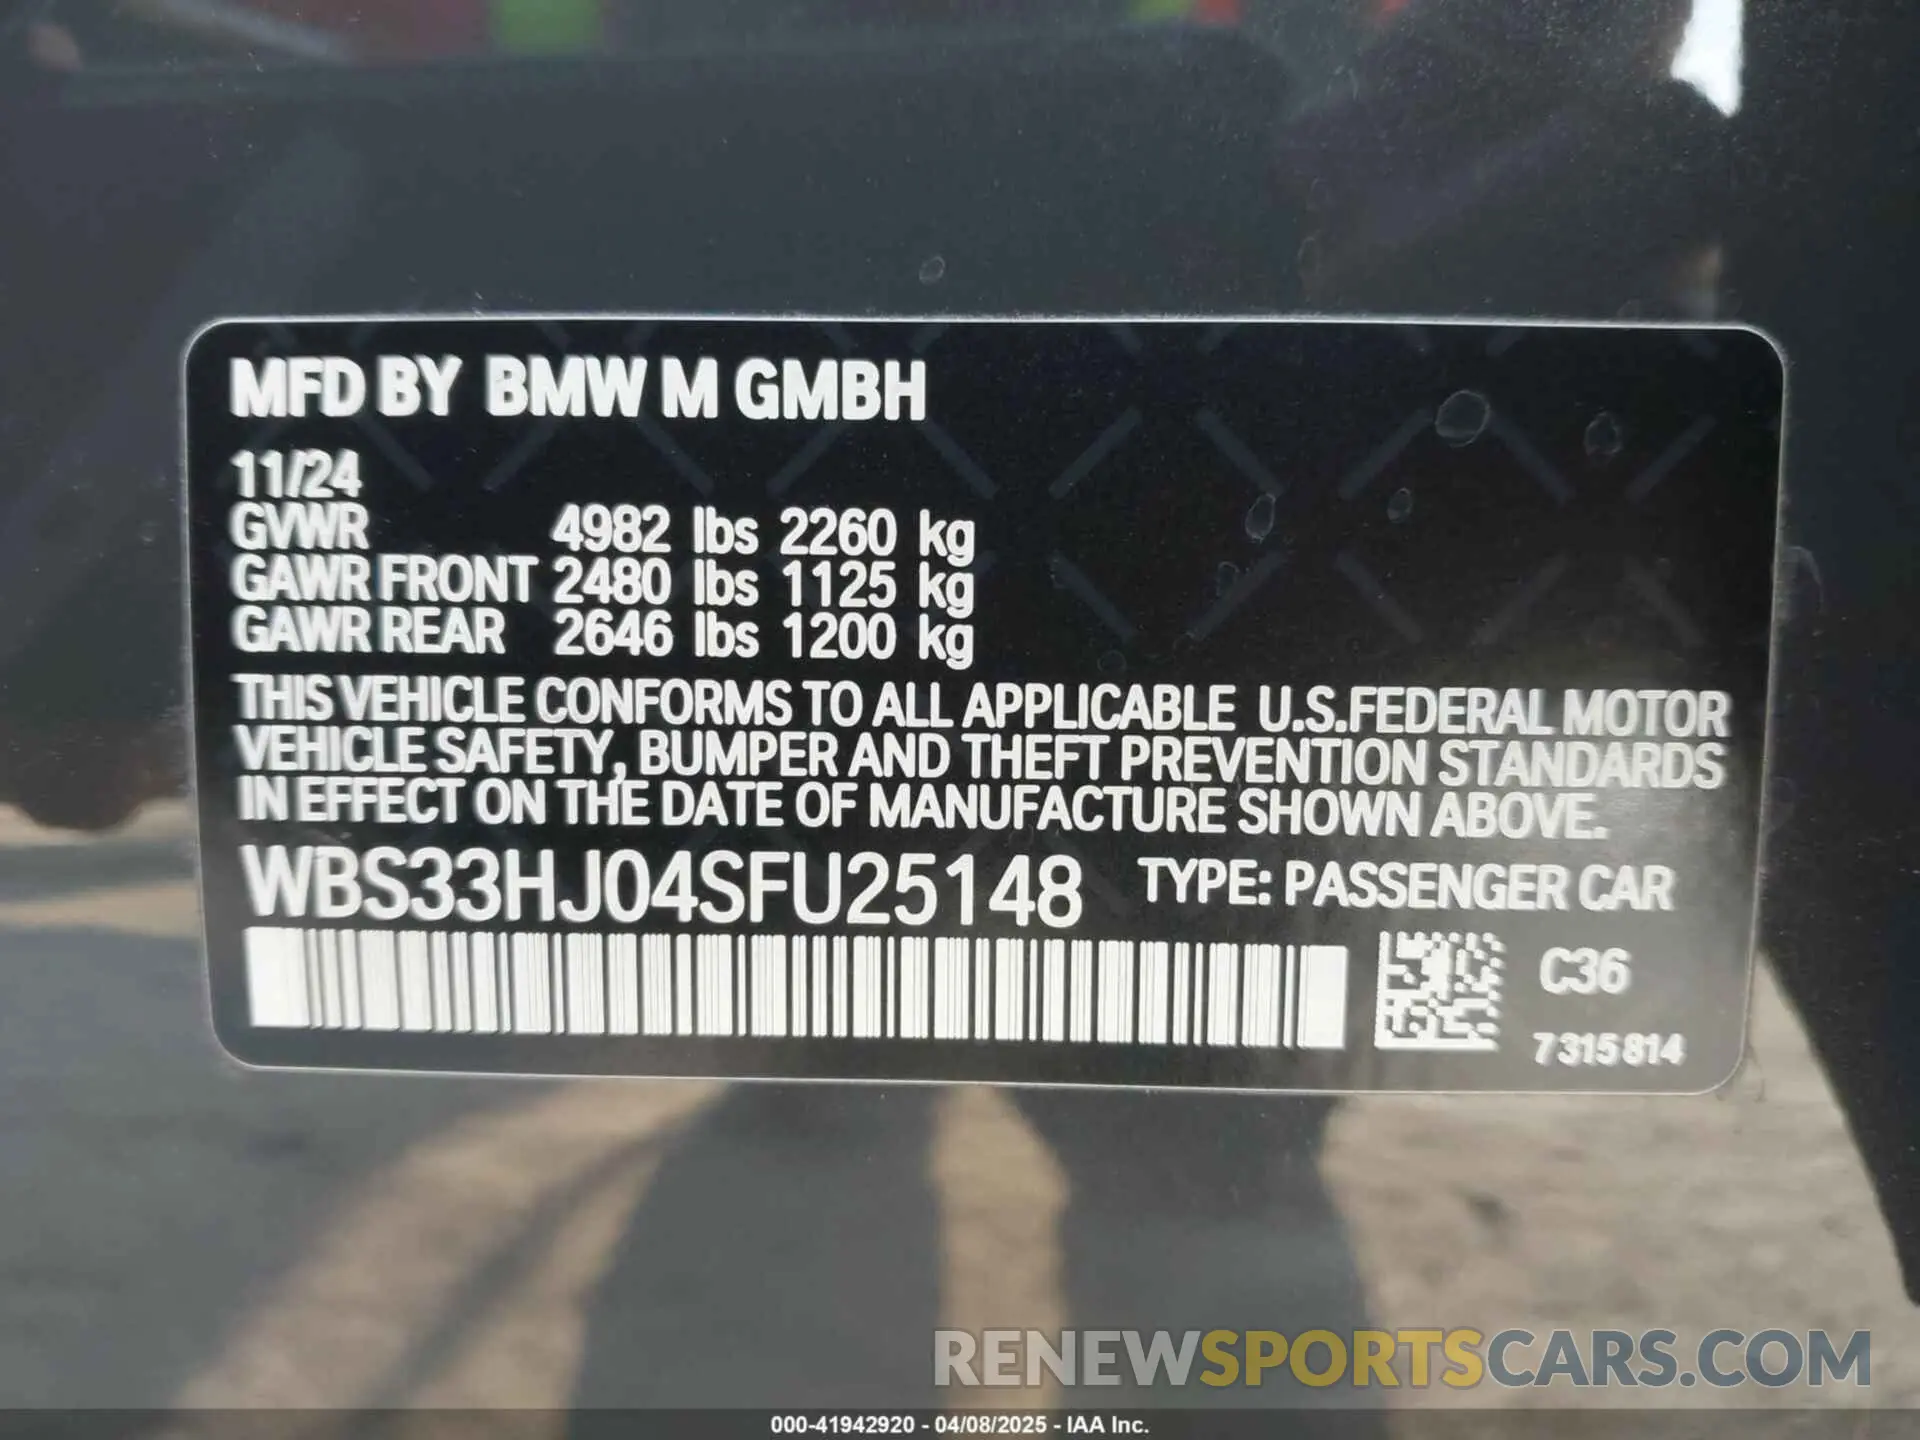 MFD BY BMW M GMBH
11/24
GVWR 4982 lbs 2260 kg
GAWR FRONT 2480 lbs 1125 kg
GAWR REAR 2646 lbs 1200 kg
THIS VEHICLE CONFORMS TO ALL APPLICABLE U.S.FEDERAL MOTOR
VEHICLE SAFETY, BUMPER AND THEFT PREVENTION STANDARDS
IN EFFECT ON THE DATE OF MANUFACTURE SHOWN ABOVE.
WBS33HJ04SFU25148 TYPE: PASSENGER CAR
C36
7315814
RENEWSPORTSCARS.COM
000-41942920 - 04/08/2025 - IAA Inc.